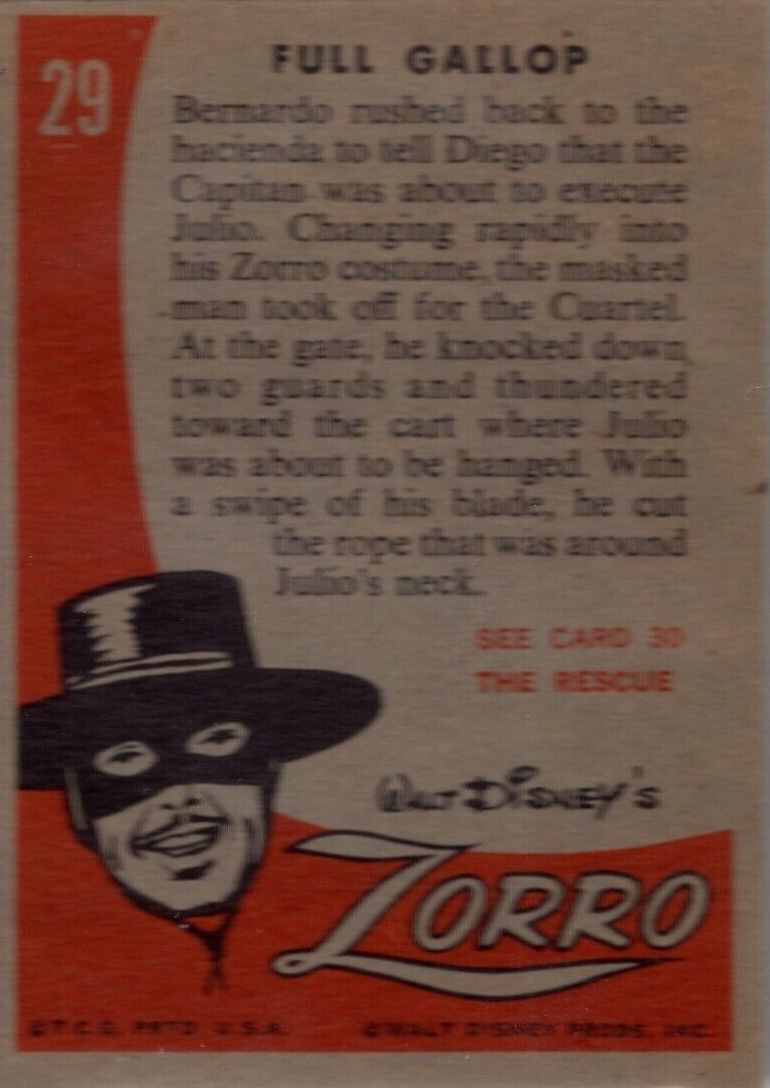 29
FULL GALLOP
Bernardo rushed back to the
hacienda to tell Diego that the
Capitan was about to execute
Julio. Changing rapidly into
his Zorro costume, the masked
man took off for the Cuartel.
At the gate, he knocked down
two guards and thundered
toward the cart where Julio
was about to be hanged. With
a swipe of his blade, he cut
the rope that was around
Julio's neck.
SEE CARD 30
THE RESCUE
WALT DISNEY'S
ZORRO
©T.C.G. PRTD. U.S.A.
©WALT DISNEY PRODS. INC.